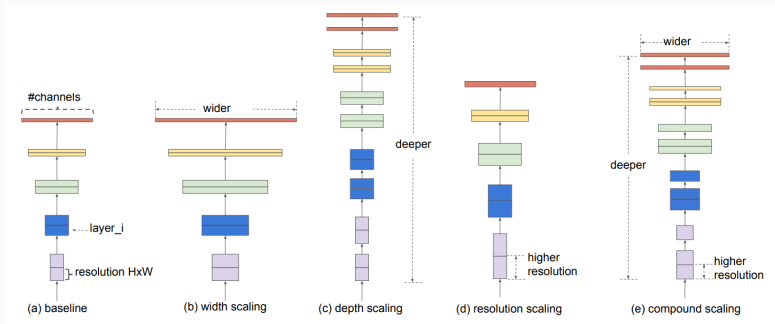 #channels
layer_i
resolution HxW
(a) baseline
wider
(b) width scaling
deeper
(c) depth scaling
higher
resolution
(d) resolution scaling
wider
deeper
higher
resolution
(e) compound scaling